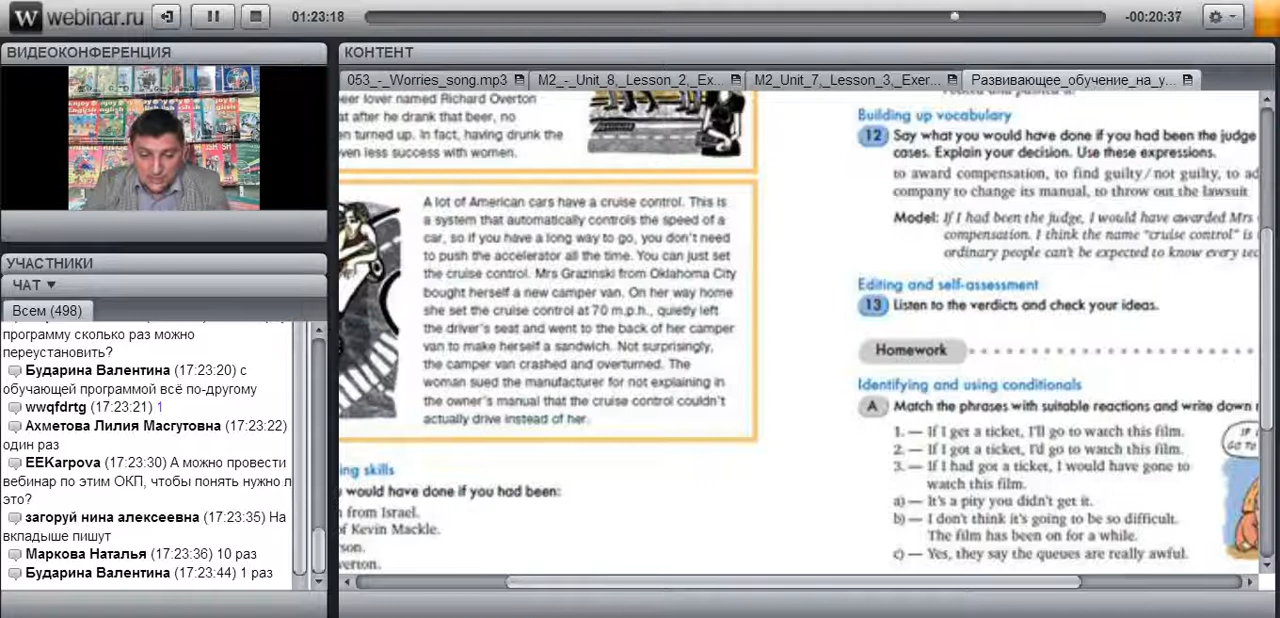 webinar.ru
01:23:18
-00:20:37
ВИДЕОКОНФЕРЕНЦИЯ
УЧАСТНИКИ
ЧАТ ▼
Всем (498)
программу сколько раз можно
переустановить?
Бударина Валентина (17:23:20) с
обучающей программой всё по-другому
wwqfdrtg (17:23:21) 1
Ахметова Лилия Масгутовна (17:23:22)
один раз
EEKarpova (17:23:30) А можно провести
вебинар по этим ОКП, чтобы понять нужно л
это?
загоруй нина алексеевна (17:23:35) На
вкладыше пишут
Маркова Наталья (17:23:36) 10 раз
Бударина Валентина (17:23:44) 1 раз
КОНТЕНТ
053_-_Worries_song.mp3
M2_-_Unit_8,_Lesson_2,_Ex...
M2_Unit_7,_Lesson_3,_Exer...
Развивающее_обучение_на_у...
eer lover named Richard Overton
at after he drank that beer, no
en turned up. In fact, having drunk the
ven less success with women.
A lot of American cars have a cruise control. This is
a system that automatically controls the speed of a
car, so if you have a long way to go, you don't need
to push the accelerator all the time. You can just set
the cruise control. Mrs Grazinski from Oklahoma City
bought herself a new camper van. On her way home
she set the cruise control at 70 m.p.h., quietly left
the driver's seat and went to the back of her camper
van to make herself a sandwich. Not surprisingly,
the camper van crashed and overturned. The
woman sued the manufacturer for not explaining in
the owner's manual that the cruise control couldn't
actually drive instead of her.
ing skills
u would have done if you had been:
from Israel.
of Kevin Mackle.
son.
verton.
Building up vocabulary
12 Say what you would have done if you had been the judge
cases. Explain your decision. Use these expressions.
to award compensation, to find guilty/not guilty, to ad
company to change its manual, to throw out the lawsuit
Model: If I had been the judge, I would have awarded Mrs
compensation. I think the name "cruise control" is
ordinary people can't be expected to know every tec
Editing and self-assessment
13 Listen to the verdicts and check your ideas.
Homework
Identifying and using conditionals
A Match the phrases with suitable reactions and write down
1. — If I get a ticket, I'll go to watch this film.
2. — If I got a ticket, I'd go to watch this film.
3. — If I had got a ticket, I would have gone to
watch this film.
a) — It's a pity you didn't get it.
b) — I don't think it's going to be so difficult.
The film has been on for a while.
c) — Yes, they say the queues are really awful.
IF I
GO TO